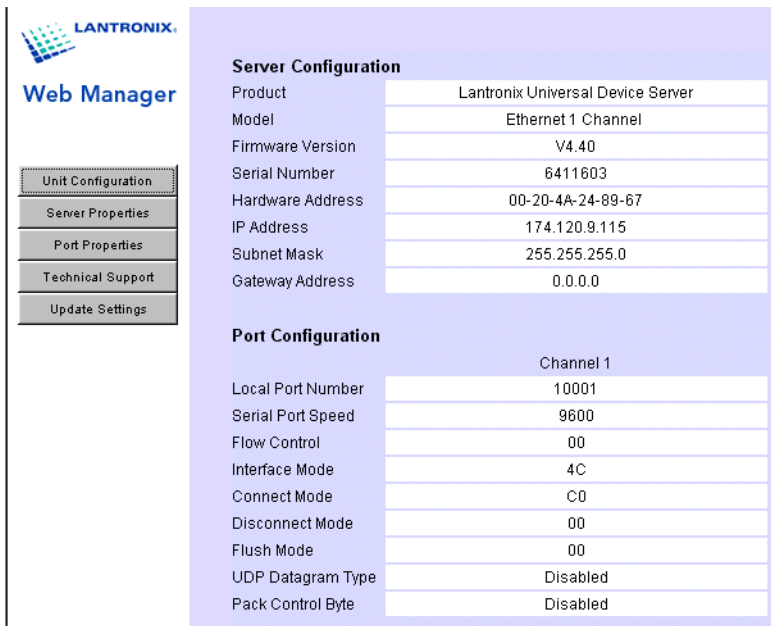 LANTRONIX.
Web Manager
Unit Configuration
Server Properties
Port Properties
Technical Support
Update Settings
Server Configuration
Product Lantronix Universal Device Server
Model Ethernet 1 Channel
Firmware Version V4.40
Serial Number 6411603
Hardware Address 00-20-4A-24-89-67
IP Address 174.120.9.115
Subnet Mask 255.255.255.0
Gateway Address 0.0.0.0
Port Configuration
Channel 1
Local Port Number 10001
Serial Port Speed 9600
Flow Control 00
Interface Mode 4C
Connect Mode C0
Disconnect Mode 00
Flush Mode 00
UDP Datagram Type Disabled
Pack Control Byte Disabled